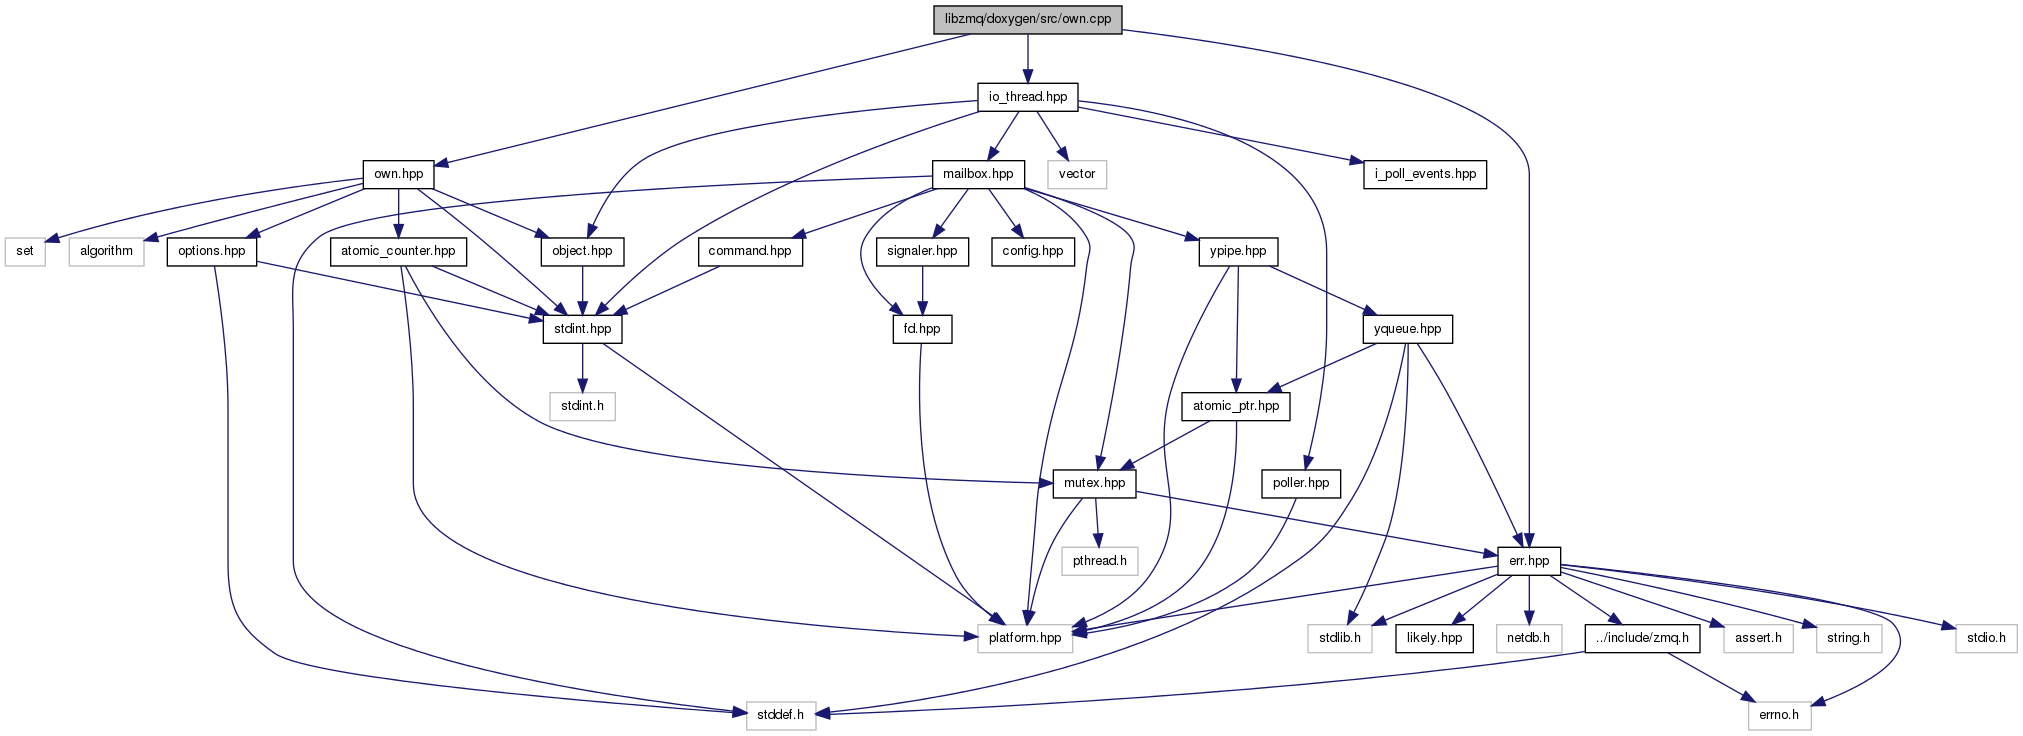 libzmq/doxygen/src/own.cpp
io_thread.hpp
own.hpp
mailbox.hpp
vector
i_poll_events.hpp
set
algorithm
options.hpp
atomic_counter.hpp
object.hpp
command.hpp
signaler.hpp
config.hpp
ypipe.hpp
stdint.hpp
fd.hpp
yqueue.hpp
stdint.h
atomic_ptr.hpp
mutex.hpp
poller.hpp
pthread.h
err.hpp
platform.hpp
stdlib.h
likely.hpp
netdb.h
../include/zmq.h
assert.h
string.h
stdio.h
stddef.h
errno.h